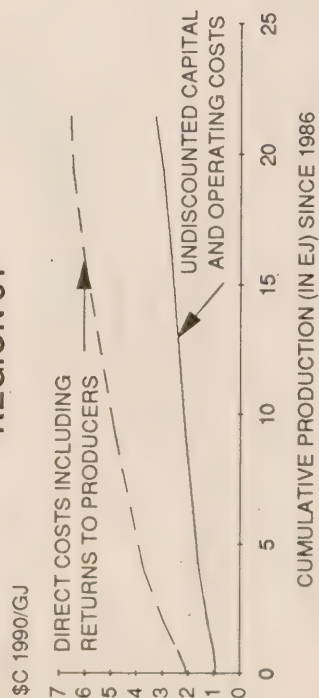 $C 1990/GJ
7
6
5
4
3
2
1
0
DIRECT COSTS INCLUDING
RETURNS TO PRODUCERS
UNDISCOUNTED CAPITAL
AND OPERATING COSTS
0
5
10
15
20
25
CUMULATIVE PRODUCTION (IN EJ) SINCE 1986